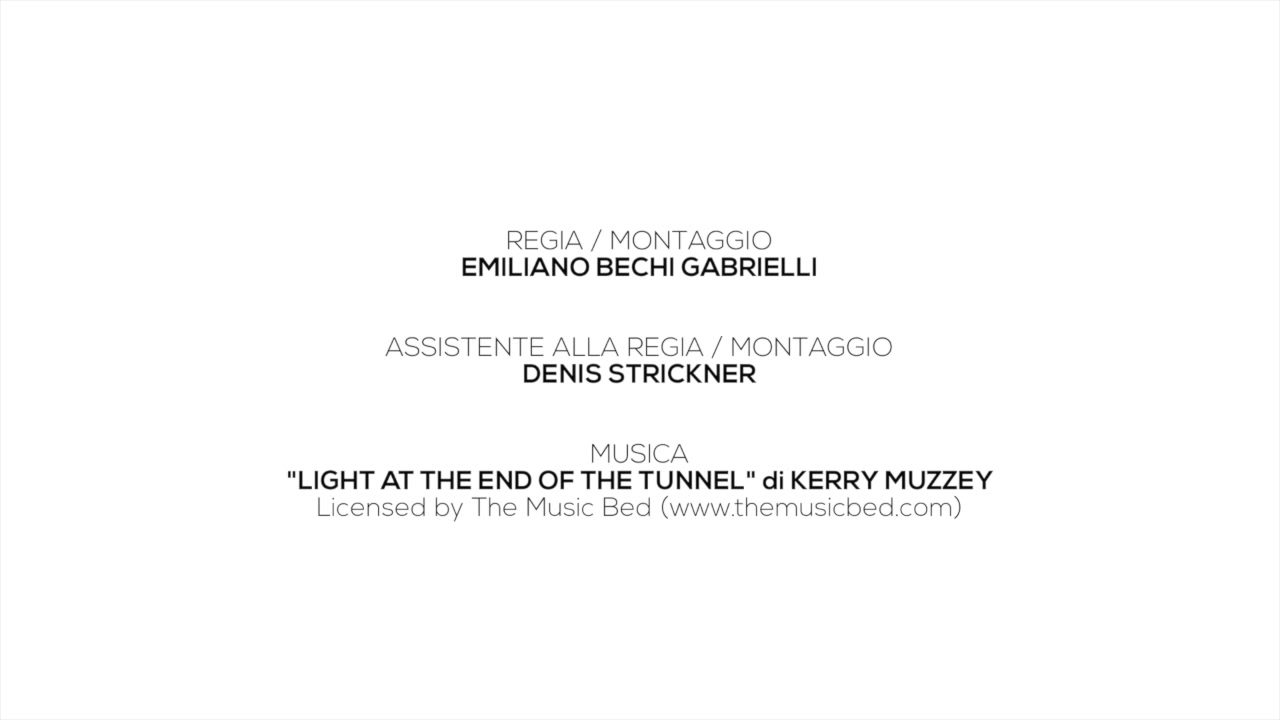 REGIA / MONTAGGIO
EMILIANO BECHI GABRIELLI
ASSISTENTE ALLA REGIA / MONTAGGIO
DENIS STRICKNER
MUSICA
"LIGHT AT THE END OF THE TUNNEL" di KERRY MUZZEY
Licensed by The Music Bed (www.themusicbed.com)